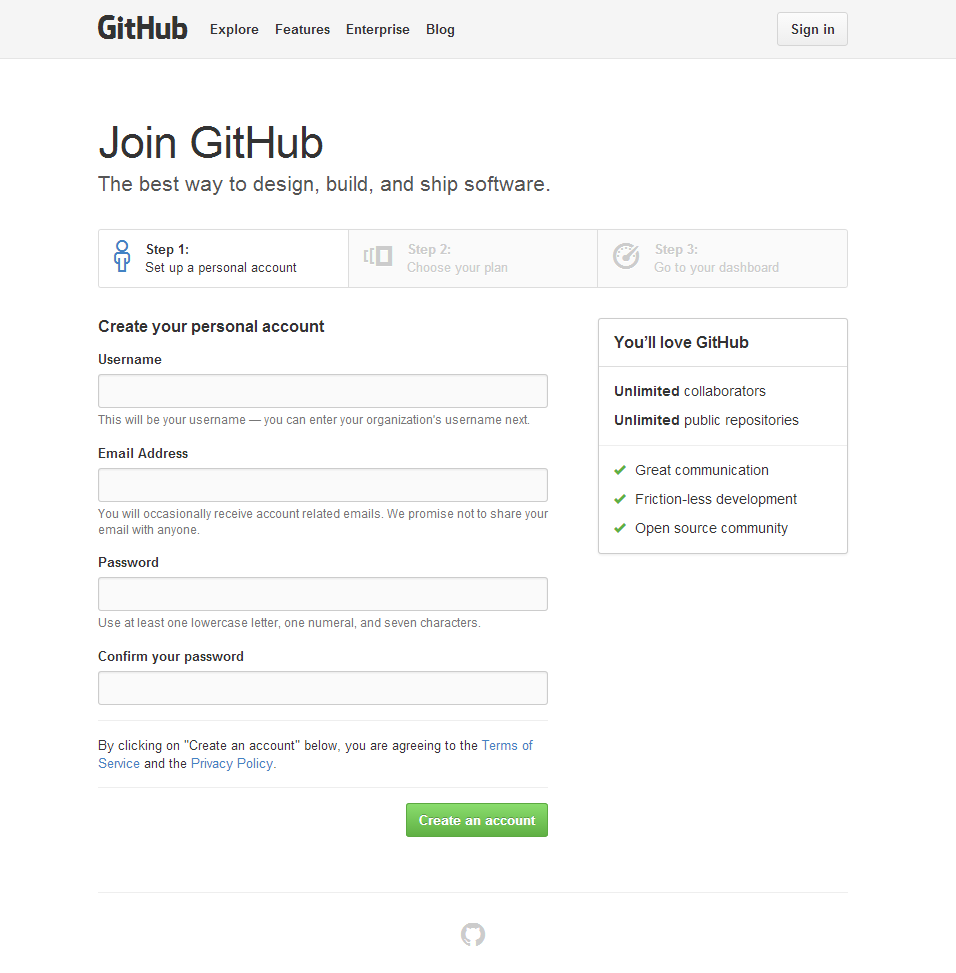 GitHub Explore Features Enterprise Blog Sign in
Join GitHub
The best way to design, build, and ship software.
Step 1:
Set up a personal account
Step 2:
Choose your plan
Step 3:
Go to your dashboard
Create your personal account
Username
This will be your username — you can enter your organization's username next.
Email Address
You will occasionally receive account related emails. We promise not to share your
email with anyone.
Password
Use at least one lowercase letter, one numeral, and seven characters.
Confirm your password
By clicking on "Create an account" below, you are agreeing to the Terms of
Service and the Privacy Policy.
Create an account
You’ll love GitHub
Unlimited collaborators
Unlimited public repositories
Great communication
Friction-less development
Open source community